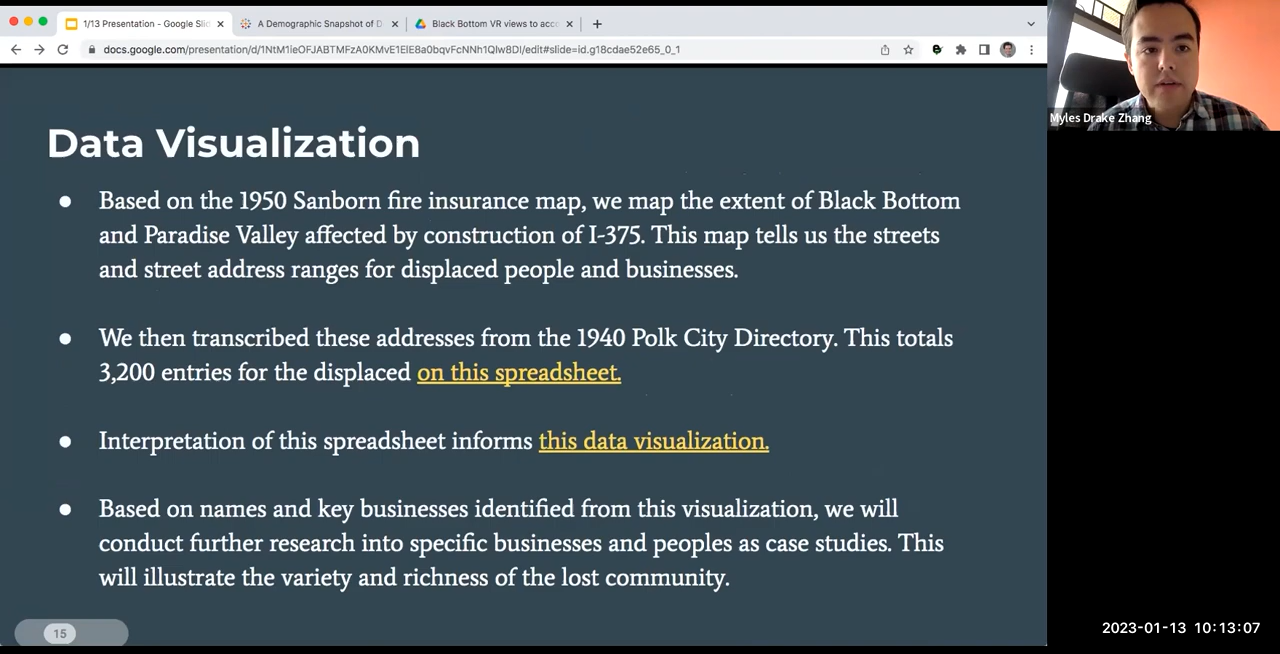 1/13 Presentation - Google Slid
A Demographic Snapshot of D
Black Bottom VR views to acce
docs.google.com/presentation/d/1NtM1ieOFJABTMFzA0KMvE1ElE8a0bqvFcNNh1Qlw8DI/edit#slide=id.g18cdae52e65_0_1
Myles Drake Zhang
Data Visualization
● Based on the 1950 Sanborn fire insurance map, we map the extent of Black Bottom
and Paradise Valley affected by construction of I-375. This map tells us the streets
and street address ranges for displaced people and businesses.
● We then transcribed these addresses from the 1940 Polk City Directory. This totals
3,200 entries for the displaced on this spreadsheet.
● Interpretation of this spreadsheet informs this data visualization.
● Based on names and key businesses identified from this visualization, we will
conduct further research into specific businesses and peoples as case studies. This
will illustrate the variety and richness of the lost community.
15
2023-01-13 10:13:07